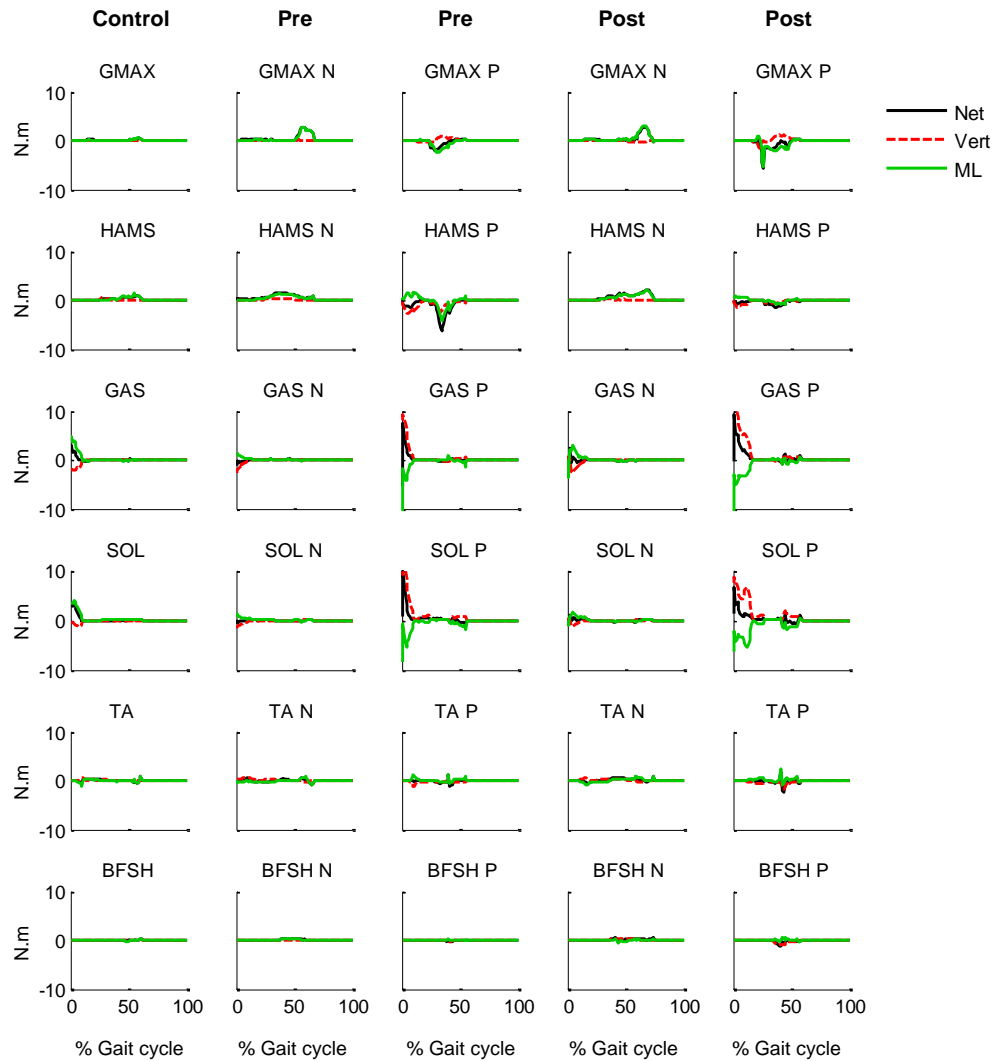 Control Pre Pre Post Post
GMAX GMAX N GMAX P GMAX N GMAX P
10
0
-10
N.m
Net
Vert
ML
HAMS HAMS N HAMS P HAMS N HAMS P
10
0
-10
N.m
GAS GAS N GAS P GAS N GAS P
10
0
-10
N.m
SOL SOL N SOL P SOL N SOL P
10
0
-10
N.m
TA TA N TA P TA N TA P
10
0
-10
N.m
BFSH BFSH N BFSH P BFSH N BFSH P
10
0
-10
N.m
0 50 100 0 50 100 0 50 100 0 50 100 0 50 100
% Gait cycle % Gait cycle % Gait cycle % Gait cycle % Gait cycle